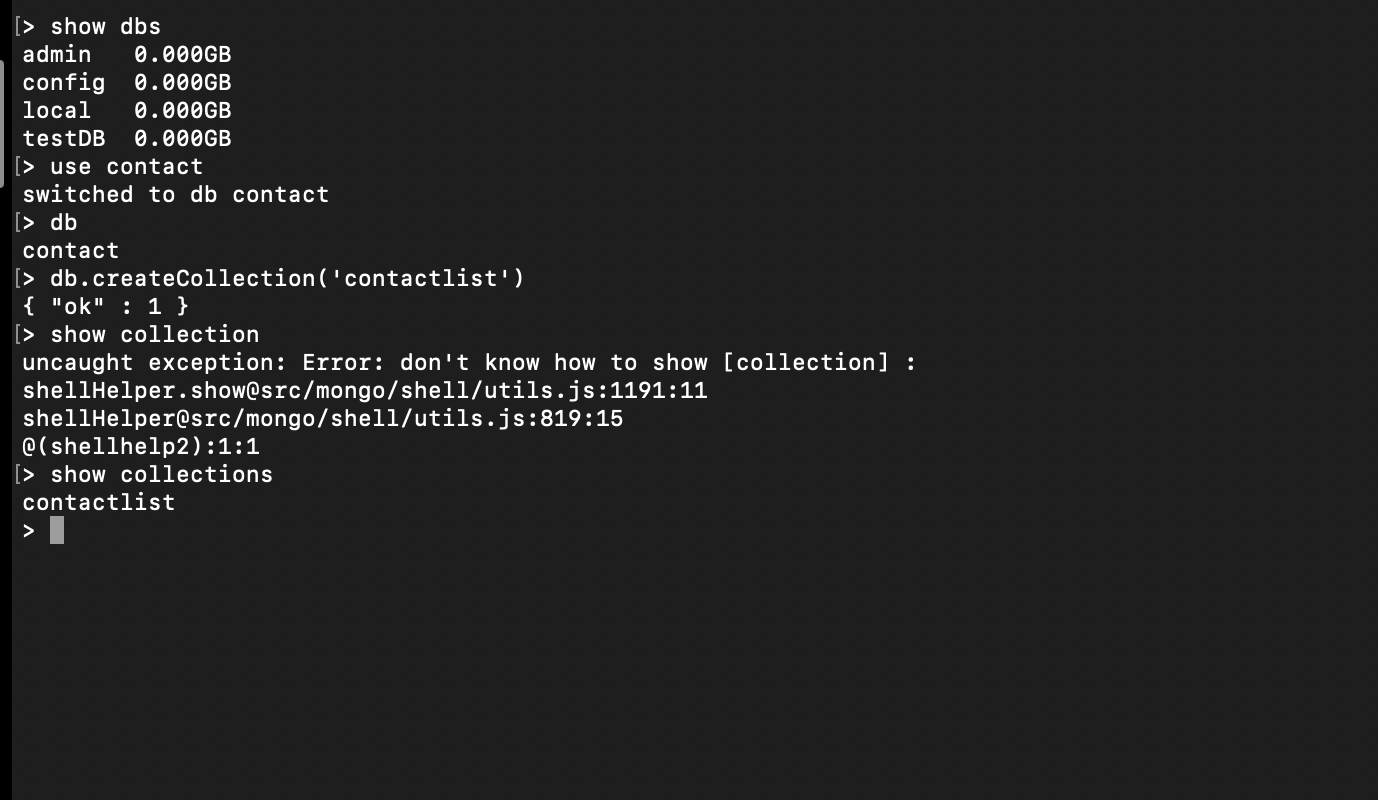 [> show dbs
admin   0.000GB
config  0.000GB
local   0.000GB
testDB  0.000GB
[> use contact
switched to db contact
[> db
contact
[> db.createCollection('contactlist')
{ "ok" : 1 }
[> show collection
uncaught exception: Error: don't know how to show [collection] :
shellHelper.show@src/mongo/shell/utils.js:1191:11
shellHelper@src/mongo/shell/utils.js:819:15
@(shellhelp2):1:1
[> show collections
contactlist
>